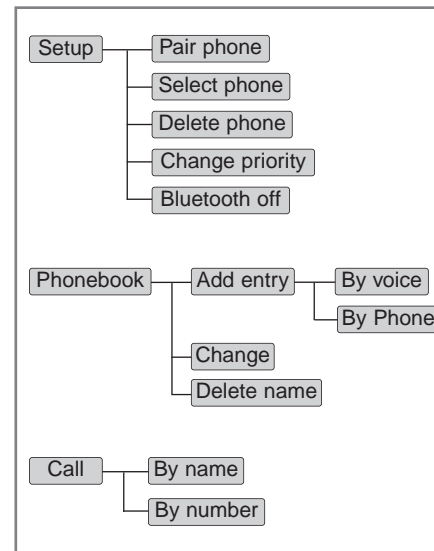 Setup
Pair phone
Select phone
Delete phone
Change priority
Bluetooth off
Phonebook
Add entry
By voice
By Phone
Change
Delete name
Call
By name
By number